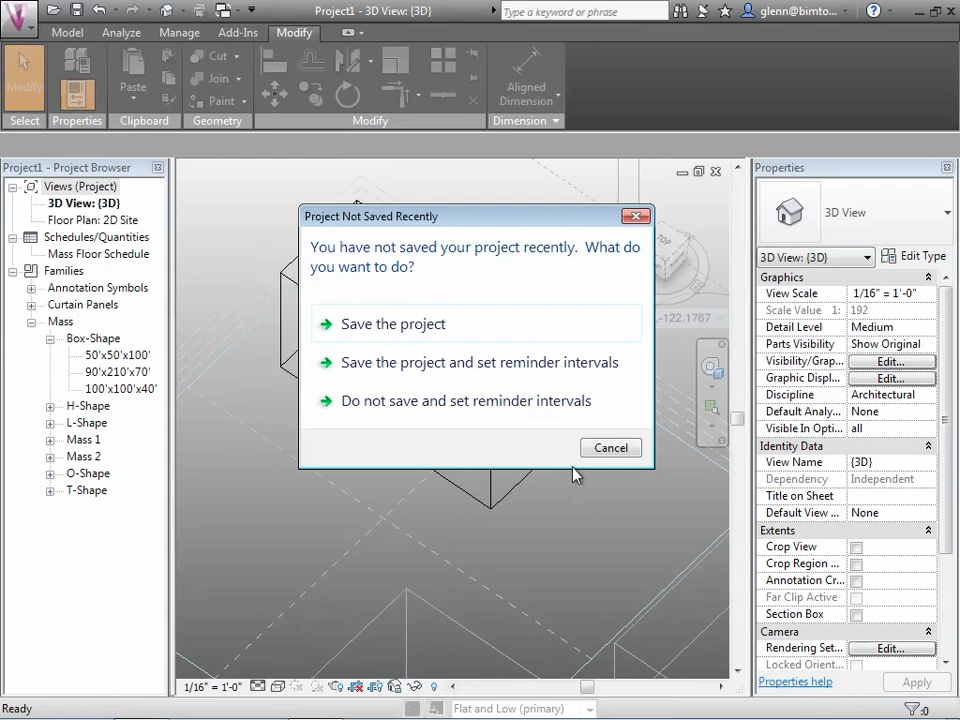 Project1 - 3D View: {3D}
Type a keyword or phrase
glenn@bimto...
Model
Analyze
Manage
Add-Ins
Modify
Modify
Paste
Cut
Join
Paint
Aligned
Dimension
Select
Properties
Clipboard
Geometry
Modify
Dimension
Project1 - Project Browser
Views (Project)
3D View: {3D}
Floor Plan: 2D Site
Schedules/Quantities
Mass Floor Schedule
Families
Annotation Symbols
Curtain Panels
Mass
Box-Shape
50'x50'x100'
90'x210'x70'
100'x100'x40'
H-Shape
L-Shape
Mass 1
Mass 2
O-Shape
T-Shape
Project Not Saved Recently
You have not saved your project recently. What do
you want to do?
Save the project
Save the project and set reminder intervals
Do not save and set reminder intervals
Cancel
TOP
-122.1767
Properties
3D View
3D View: {3D}
Edit Type
Graphics
View Scale 1/16" = 1'-0"
Scale Value 1: 192
Detail Level Medium
Parts Visibility Show Original
Visibility/Grap... Edit...
Graphic Displ... Edit...
Discipline Architectural
Default Analy... None
Visible In Opti... all
Identity Data
View Name {3D}
Dependency Independent
Title on Sheet
Default View ... None
Extents
Crop View
Crop Region ...
Annotation Cr...
Far Clip Active
Section Box
Camera
Rendering Set... Edit...
Locked Orient...
Properties help
Apply
1/16" = 1'-0"
Ready
Flat and Low (primary)
:0